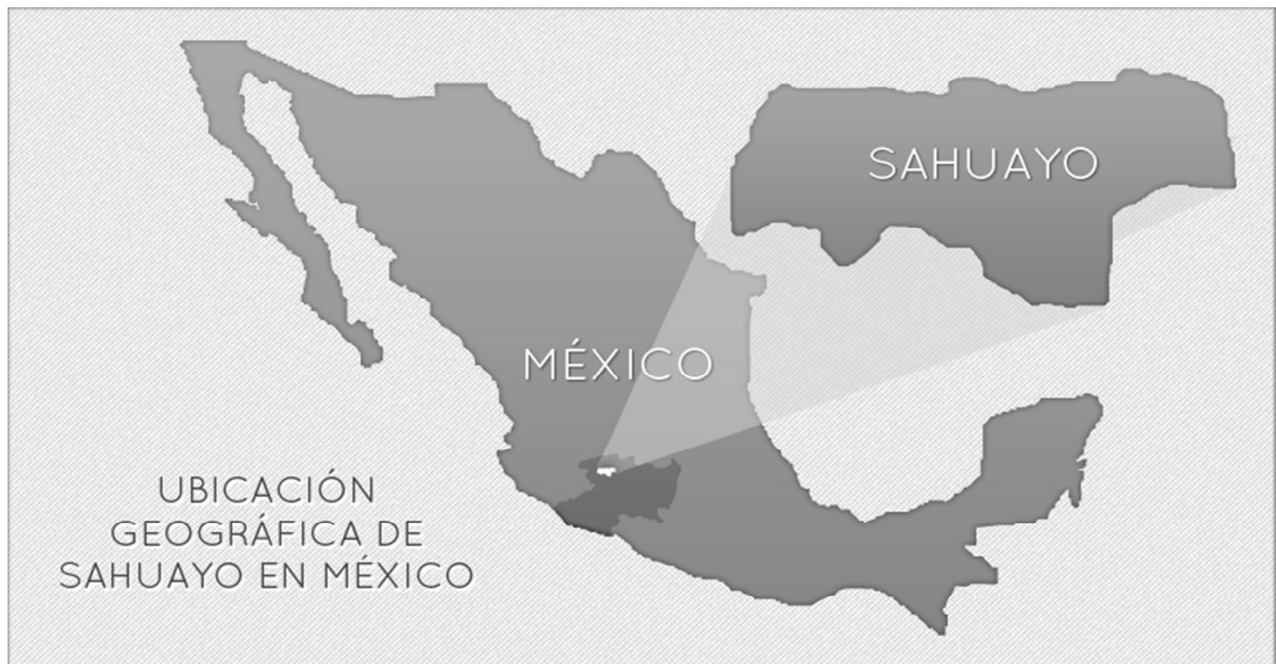 SAHUAYO
MÉXICO
UBICACIÓN
GEOGRÁFICA DE
SAHUAYO EN MÉXICO